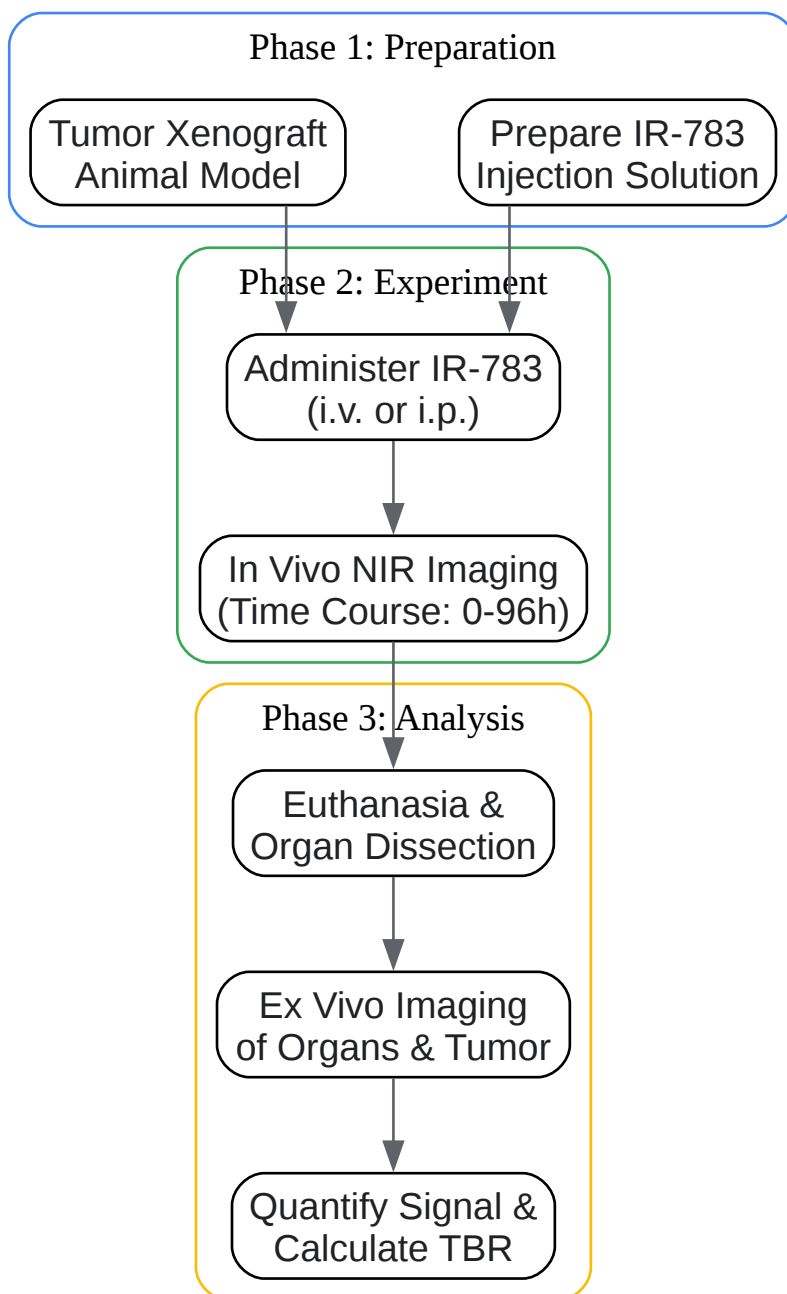 Phase 1: Preparation
Tumor Xenograft
Animal Model
Prepare IR-783
Injection Solution
Phase 2: Experiment
Administer IR-783
(i.v. or i.p.)
In Vivo NIR Imaging
(Time Course: 0-96h)
Phase 3: Analysis
Euthanasia &
Organ Dissection
Ex Vivo Imaging
of Organs & Tumor
Quantify Signal &
Calculate TBR